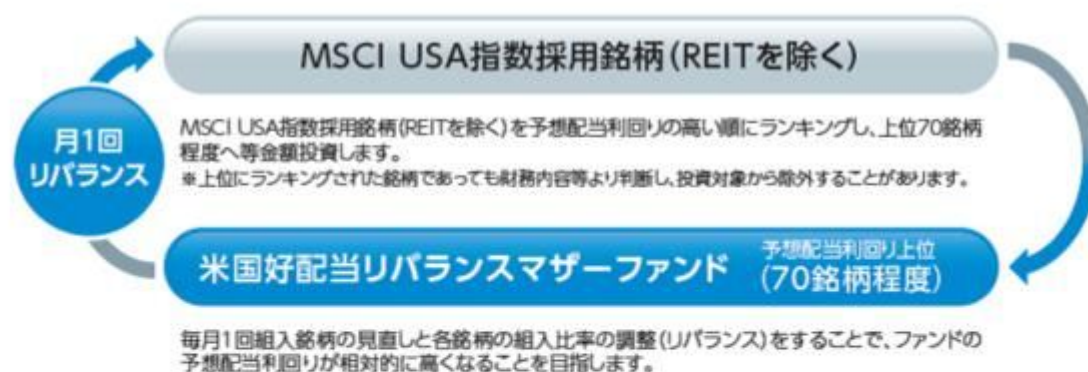 MSCI USA指数採用銘柄(REITを除く)
月1回
リバランス
MSCI USA指数採用銘柄(REITを除く)を予想配当利回りの高い順にランキングし、上位70銘柄
程度へ等金額投資します。
※上位にランキングされた銘柄であっても財務内容等より判断し、投資対象から除外することがあります。
米国好配当リバランスマザーファンド
予想配当利回り上位
(70銘柄程度)
毎月1回組入銘柄の見直しと各銘柄の組入比率の調整(リバランス)をすることで、ファンドの
予想配当利回りが相対的に高くなることを目指します。